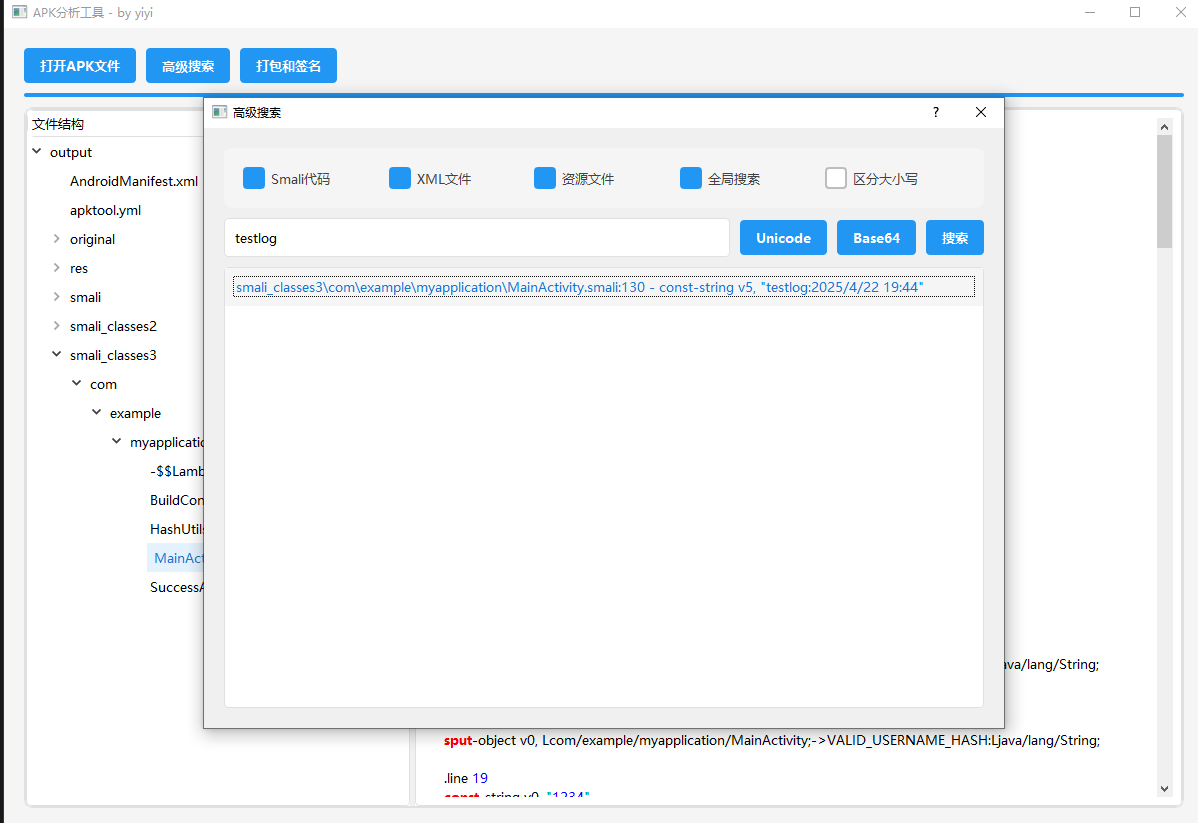 APK分析工具 - by yiyi
打开APK文件 高级搜索 打包和签名
文件结构
output
AndroidManifest.xml
apktool.yml
original
res
smali
smali_classes2
smali_classes3
com
example
myapplicatio
-$$Lamb
BuildCon
HashUtils
MainAct
SuccessA
高级搜索 ?
Smali代码 XML文件 资源文件 全局搜索 区分大小写
testlog Unicode Base64 搜索
smali_classes3\com\example\myapplication\MainActivity.smali:130 - const-string v5, "testlog:2025/4/22 19:44"
ava/lang/String;
sput-object v0, Lcom/example/myapplication/MainActivity;->VALID_USERNAME_HASH:Ljava/lang/String;
.line 19
const-string v0, "1234"